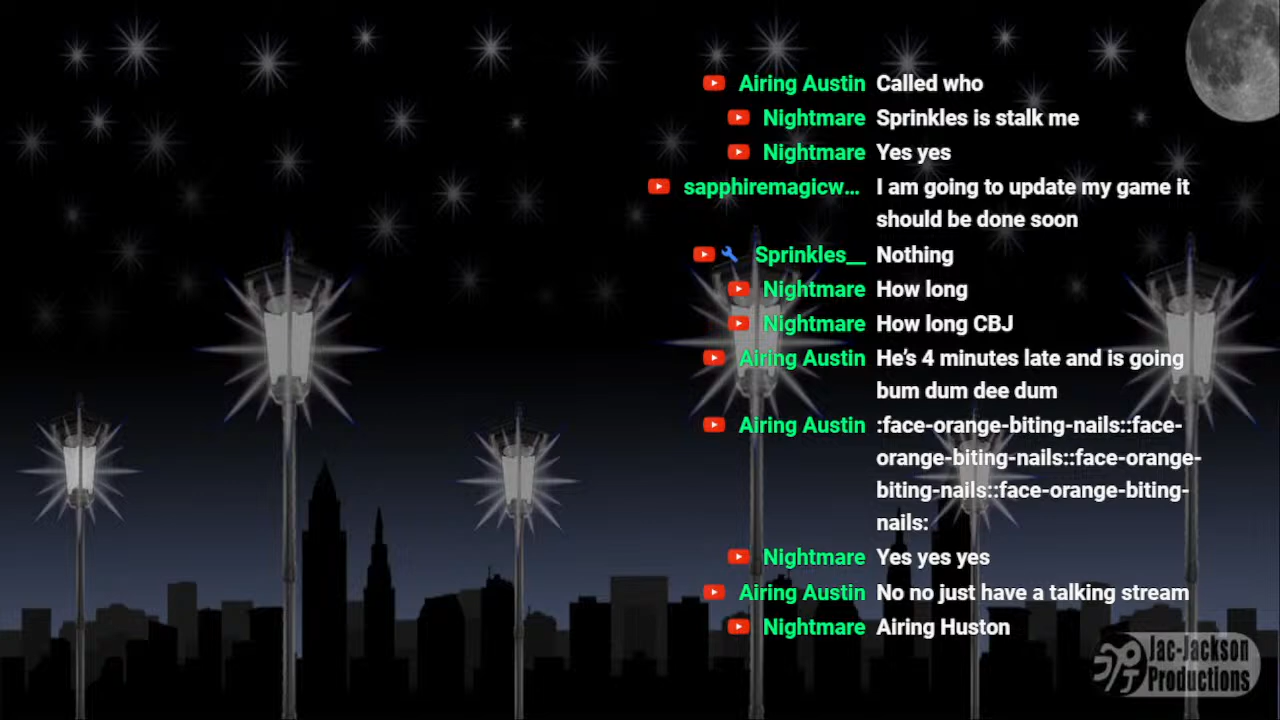 Airing Austin Called who
Nightmare Sprinkles is stalk me
Nightmare Yes yes
sapphiremagicw… I am going to update my game it
should be done soon
Sprinkles__ Nothing
Nightmare How long
Nightmare How long CBJ
Airing Austin He’s 4 minutes late and is going
bum dum dee dum
Airing Austin :face-orange-biting-nails::face-
orange-biting-nails::face-orange-
biting-nails::face-orange-biting-
nails:
Nightmare Yes yes yes
Airing Austin No no just have a talking stream
Nightmare Airing Huston
Jac-Jackson
Productions